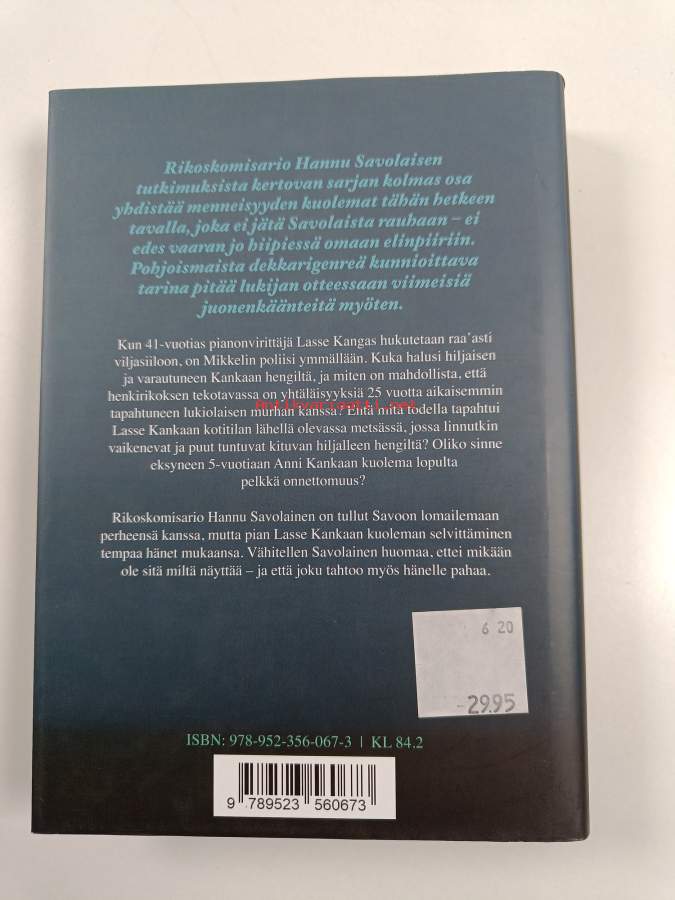 Rikoskomisario Hannu Savolaisen
tutkimuksista kertovan sarjan kolmas osa
yhdistää menneisyyden kuolemat tähän hetkeen
tavalla, joka ei jätä Savolaista rauhaan – ei
edes vaaran jo hiipiessä omaan elinpiiriin.
Pohjoismaista dekkarigenreä kunnioittava
tarina pitää lukijan otteessaan viimeisiä
juonenkäänteitä myöten.
Kun 41-vuotias pianonvirittäjä Lasse Kangas hukutetaan raa'asti
viljasiiloon, on Mikkelin poliisi ymmällään. Kuka halusi hiljaisen
ja varautuneen Kankaan hengiltä, ja miten on mahdollista, että
henkirikoksen tekotavassa on yhtäläisyyksiä 25 vuotta aikaisemmin
tapahtuneen lukiolaisen murhan kanssa? Entä mitä todella tapahtui
Antikvariaatti.net
Lasse Kankaan kotitilan lähellä olevassa metsässä, jossa linnutkin
vaikenevat ja puut tuntuvat kituvan hiljalleen hengiltä? Oliko sinne
eksyneen 5-vuotiaan Anni Kankaan kuolema lopulta
pelkkä onnettomuus?
Rikoskomisario Hannu Savolainen on tullut Savoon lomailemaan
perheensä kanssa, mutta pian Lasse Kankaan kuoleman selvittäminen
tempaa hänet mukaansa. Vähitellen Savolainen huomaa, ettei mikään
ole sitä miltä näyttää – ja että joku tahtoo myös hänelle pahaa.
6 20
29.95
ISBN: 978-952-356-067-3 | KL 84.2
9 789523 560673